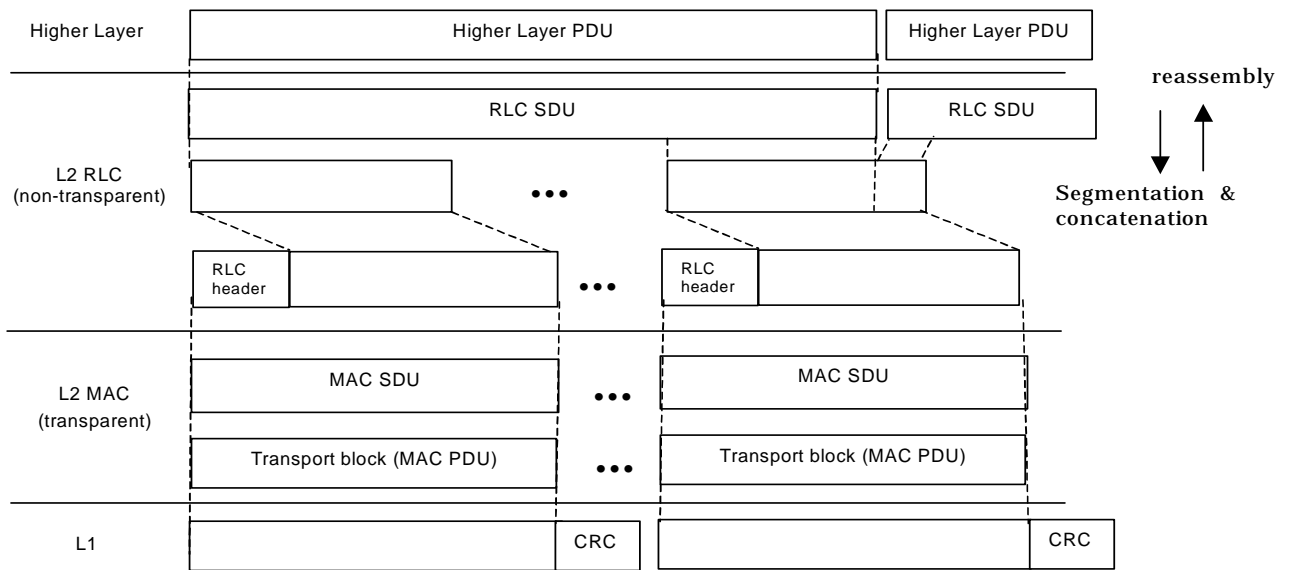 Higher Layer
Higher Layer PDU
Higher Layer PDU
reassembly
RLC SDU
RLC SDU
L2 RLC
(non-transparent)
Segmentation &
concatenation
RLC
header
RLC
header
L2 MAC
(transparent)
MAC SDU
MAC SDU
Transport block (MAC PDU)
Transport block (MAC PDU)
L1
CRC
CRC